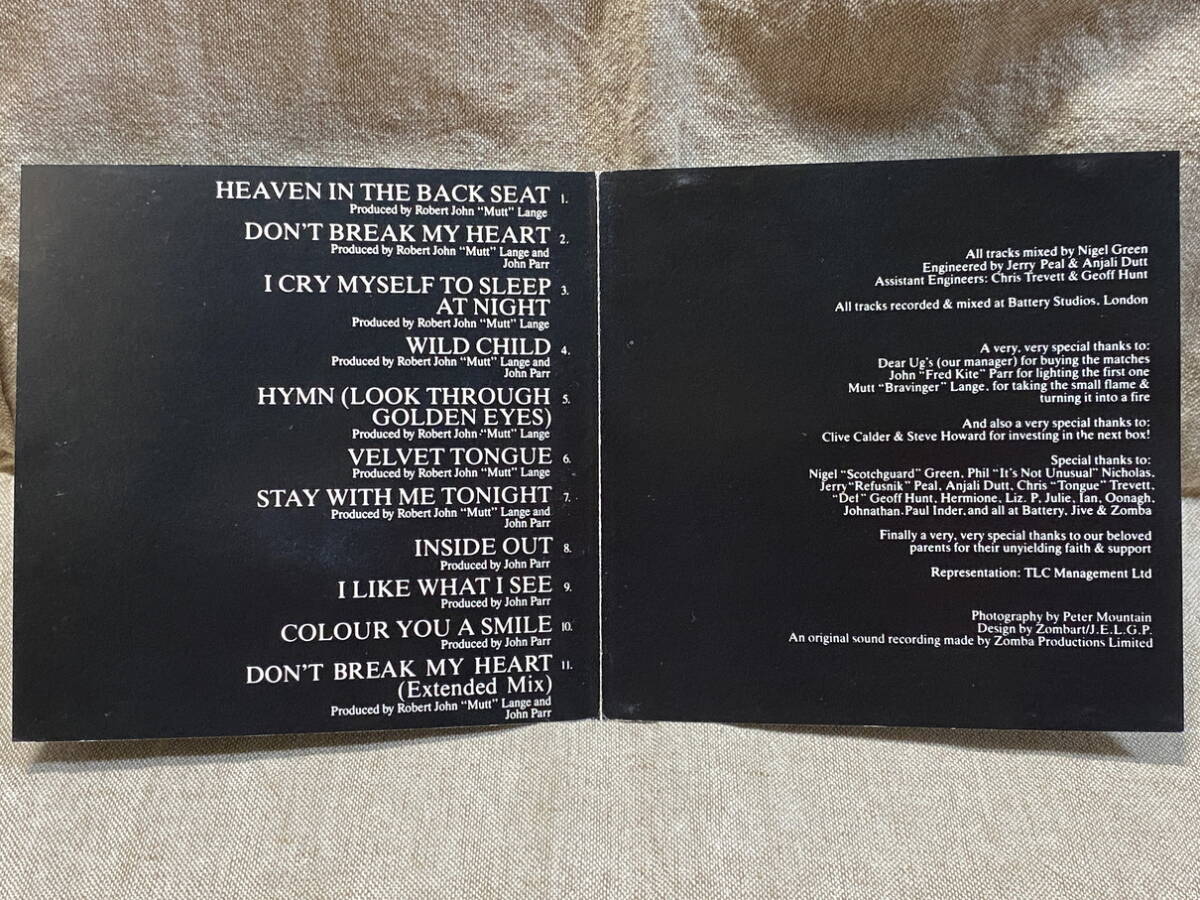 HEAVEN IN THE BACK SEAT 1.
Produced by Robert John "Mutt" Lange
DON'T BREAK MY HEART 2.
Produced by Robert John "Mutt" Lange and
John Parr
I CRY MYSELF TO SLEEP 3.
AT NIGHT
Produced by Robert John "Mutt" Lange
WILD CHILD 4.
Produced by Robert John "Mutt" Lange and
John Parr
HYMN (LOOK THROUGH 5.
GOLDEN EYES)
Produced by Robert John "Mutt" Lange
VELVET TONGUE 6.
Produced by Robert John "Mutt" Lange
STAY WITH ME TONIGHT 7.
Produced by Robert John "Mutt" Lange and
John Parr
INSIDE OUT 8.
Produced by John Parr
I LIKE WHAT I SEE 9.
Produced by John Parr
COLOUR YOU A SMILE 10.
Produced by John Parr
DON'T BREAK MY HEART 11.
(Extended Mix)
Produced by Robert John "Mutt" Lange and
John Parr
All tracks mixed by Nigel Green
Engineered by Jerry Peal & Anjali Dutt
Assistant Engineers: Chris Trevett & Geoff Hunt
All tracks recorded & mixed at Battery Studios, London
A very, very special thanks to:
Dear Ug's (our manager) for buying the matches
John "Fred Kite" Parr for lighting the first one
Mutt "Bravinger" Lange, for taking the small flame &
turning it into a fire
And also a very special thanks to:
Clive Calder & Steve Howard for investing in the next box!
Special thanks to:
Nigel "Scotchguard" Green, Phil "It's Not Unusual" Nicholas,
Jerry "Refusnik" Peal, Anjali Dutt, Chris "Tongue" Trevett,
"Def" Geoff Hunt, Hermione, Liz. P, Julie, Ian, Oonagh,
Johnathan, Paul Inder, and all at Battery, Jive & Zomba
Finally a very, very special thanks to our beloved
parents for their unyielding faith & support
Representation: TLC Management Ltd
Photography by Peter Mountain
Design by Zombart/J.E.L.G.P.
An original sound recording made by Zomba Productions Limited